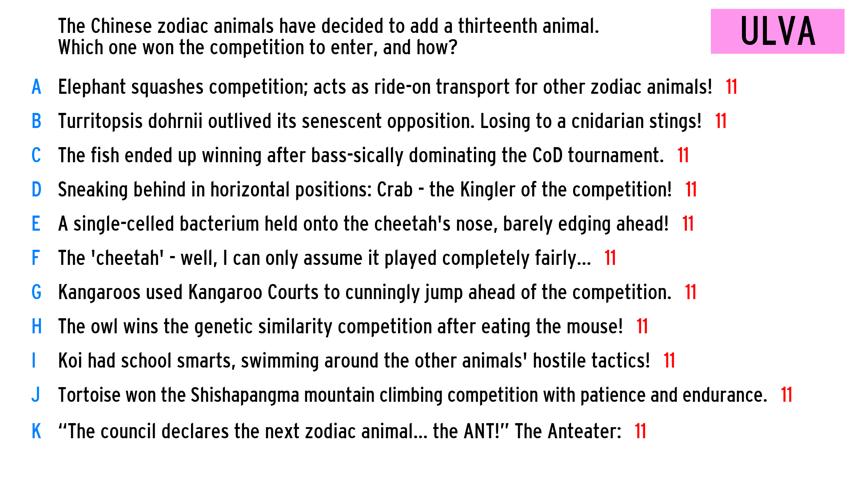 The Chinese zodiac animals have decided to add a thirteenth animal.
Which one won the competition to enter, and how?
ULVA
A Elephant squashes competition; acts as ride-on transport for other zodiac animals! 11
B Turritopsis dohrnii outlived its senescent opposition. Losing to a cnidarian stings! 11
C The fish ended up winning after bass-sically dominating the CoD tournament. 11
D Sneaking behind in horizontal positions: Crab - the Kingler of the competition! 11
E A single-celled bacterium held onto the cheetah's nose, barely edging ahead! 11
F The 'cheetah' - well, I can only assume it played completely fairly... 11
G Kangaroos used Kangaroo Courts to cunningly jump ahead of the competition. 11
H The owl wins the genetic similarity competition after eating the mouse! 11
I Koi had school smarts, swimming around the other animals' hostile tactics! 11
J Tortoise won the Shishapangma mountain climbing competition with patience and endurance. 11
K “The council declares the next zodiac animal... the ANT!” The Anteater: 11